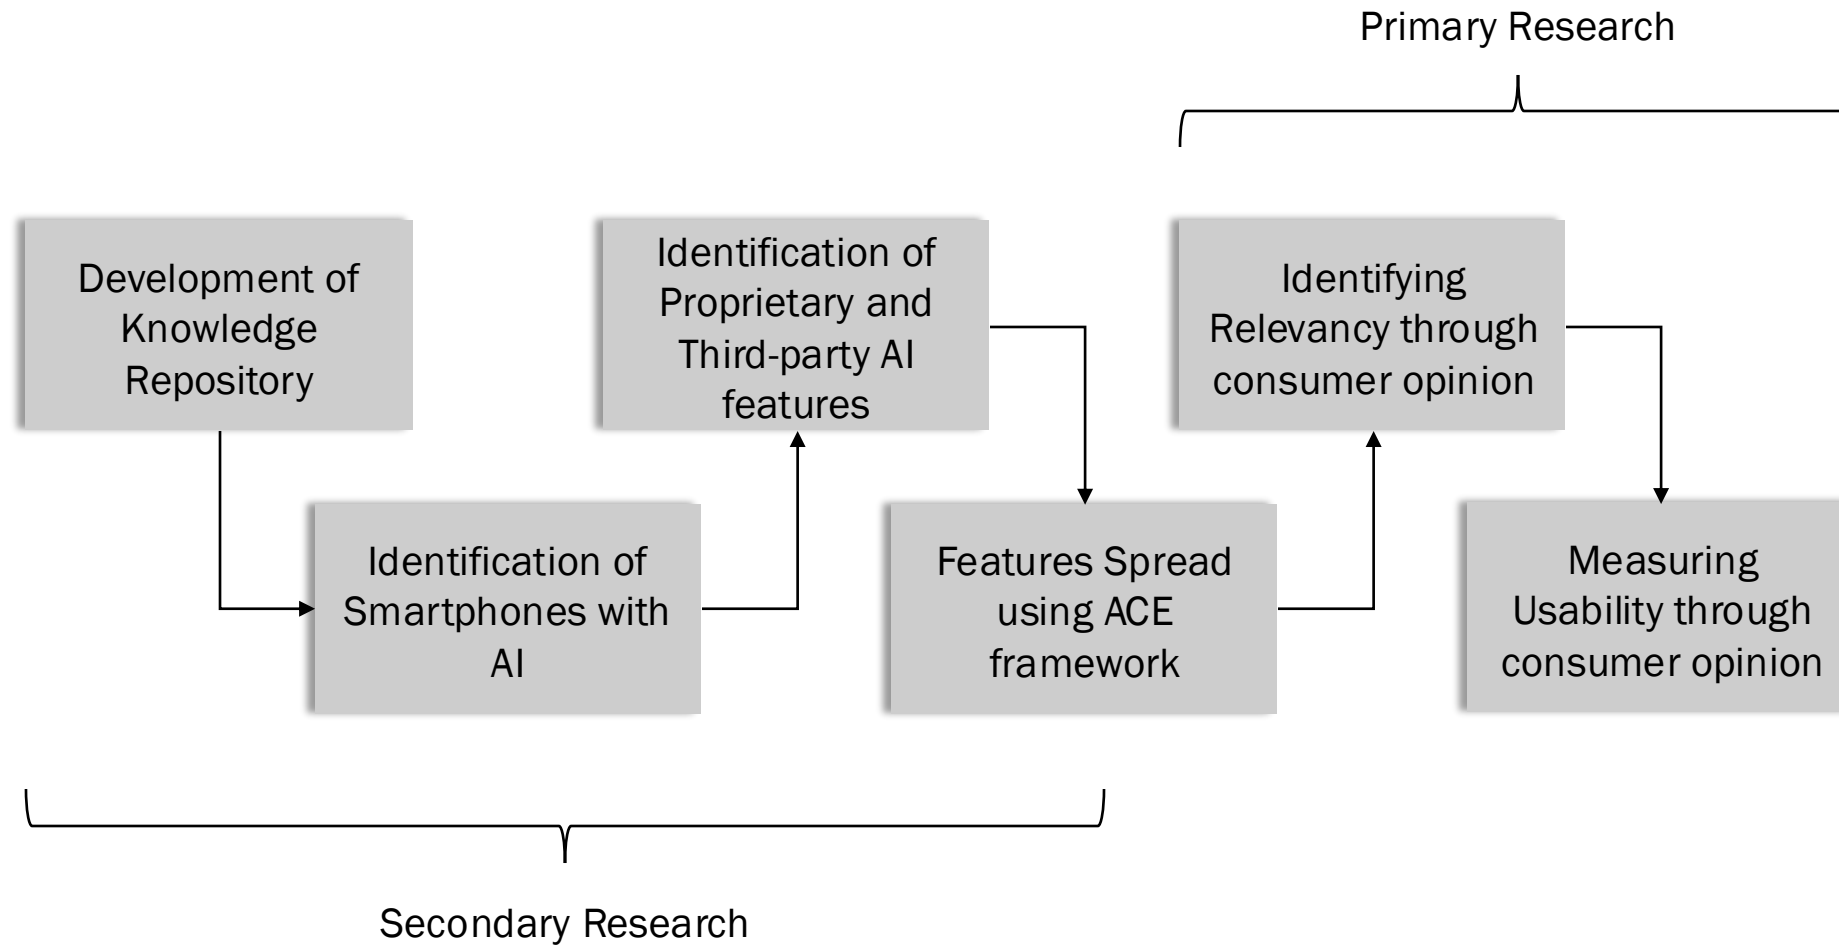 Primary Research
Development of
Knowledge
Repository
Identification of
Smartphones with
AI
Identification of
Proprietary and
Third-party AI
features
Features Spread
using ACE
framework
Identifying
Relevancy through
consumer opinion
Measuring
Usability through
consumer opinion
Secondary Research